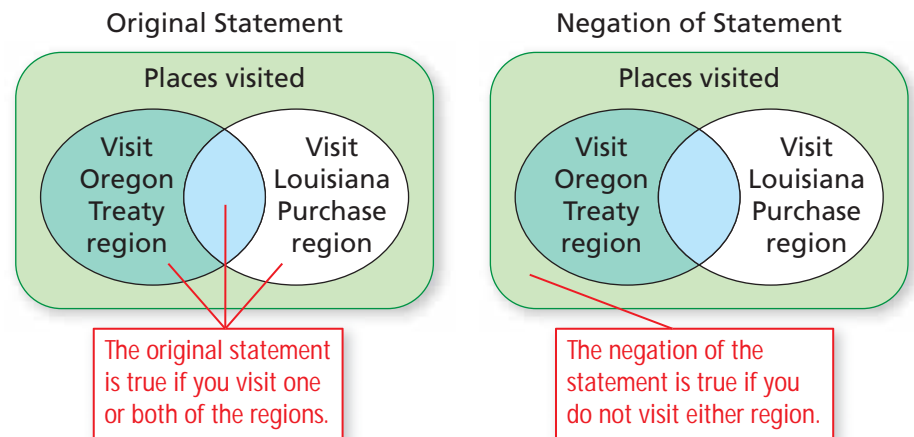 Original Statement
Places visited
Visit
Oregon
Treaty
region
Visit
Louisiana
Purchase
region
The original statement
is true if you visit one
or both of the regions.
Negation of Statement
Places visited
Visit
Oregon
Treaty
region
Visit
Louisiana
Purchase
region
The negation of the
statement is true if you
do not visit either region.